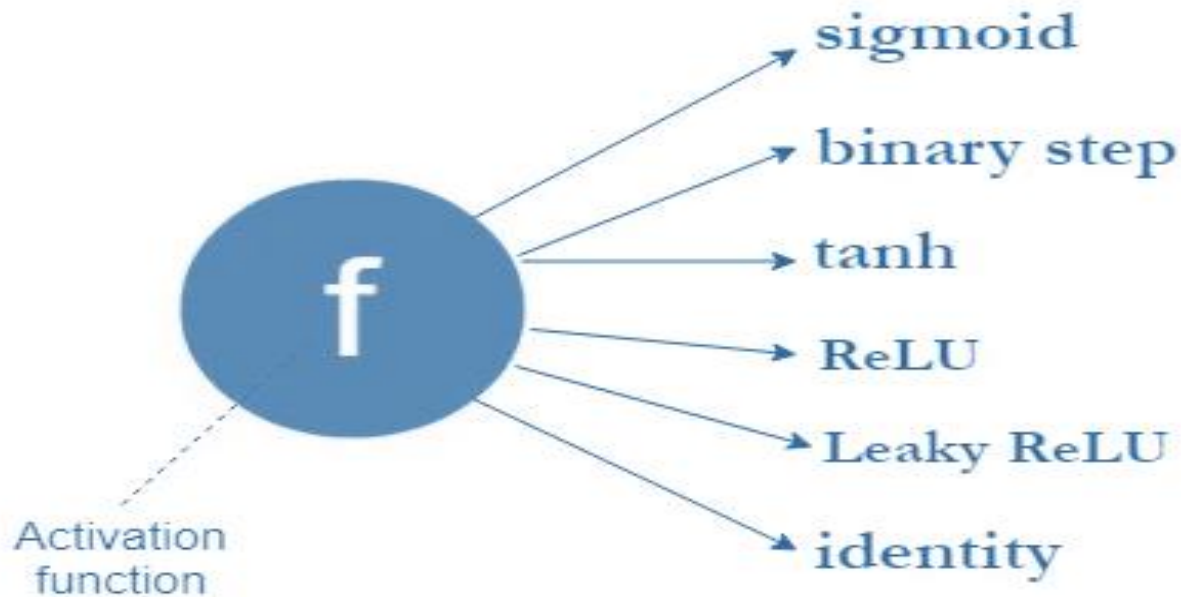 sigmoid
binary step
tanh
f
ReLU
Leaky ReLU
identity
Activation
function